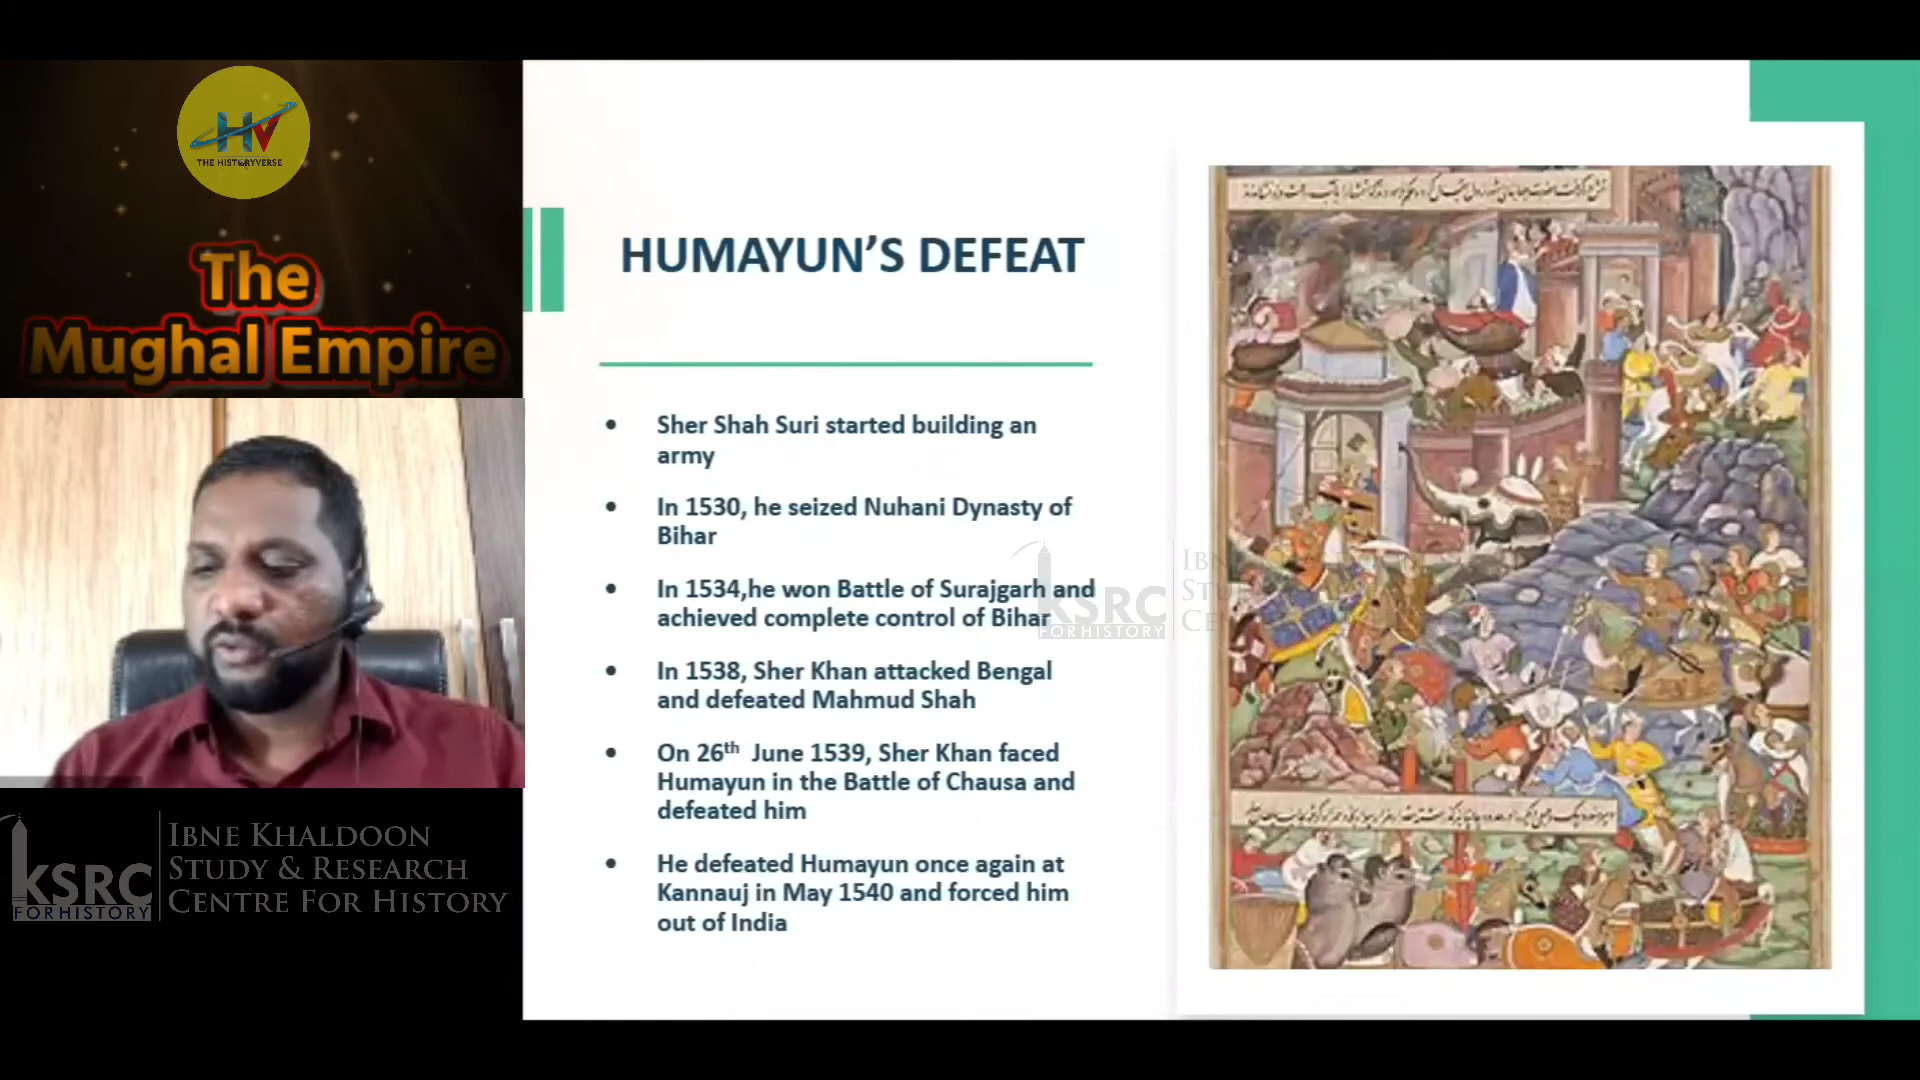 HV
THE HISTORYVERSE
The
Mughal Empire
KSRC
FORHISTORY
IBNE KHALDOON
STUDY & RESEARCH
CENTRE FOR HISTORY
HUMAYUN’S DEFEAT
• Sher Shah Suri started building an
army
• In 1530, he seized Nuhani Dynasty of
Bihar
• In 1534,he won Battle of Surajgarh and
achieved complete control of Bihar
• In 1538, Sher Khan attacked Bengal
and defeated Mahmud Shah
• On 26th June 1539, Sher Khan faced
Humayun in the Battle of Chausa and
defeated him
• He defeated Humayun once again at
Kannauj in May 1540 and forced him
out of India
KSRC
FORHISTORY